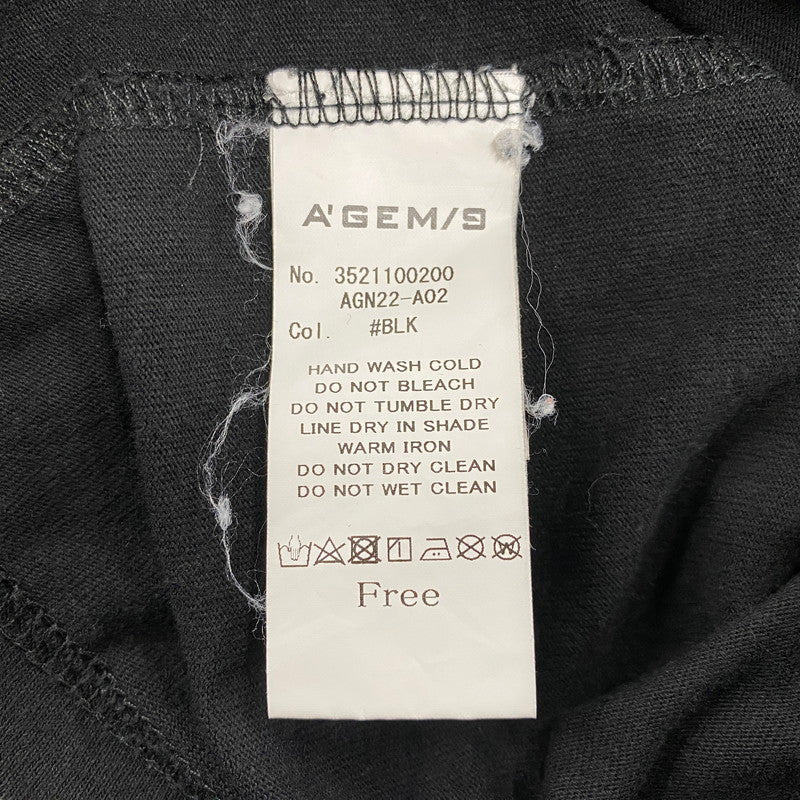 A'GEM/9
No. 3521100200
AGN22-A02
Col. #BLK
HAND WASH COLD
DO NOT BLEACH
DO NOT TUMBLE DRY
LINE DRY IN SHADE
WARM IRON
DO NOT DRY CLEAN
DO NOT WET CLEAN
W
Free